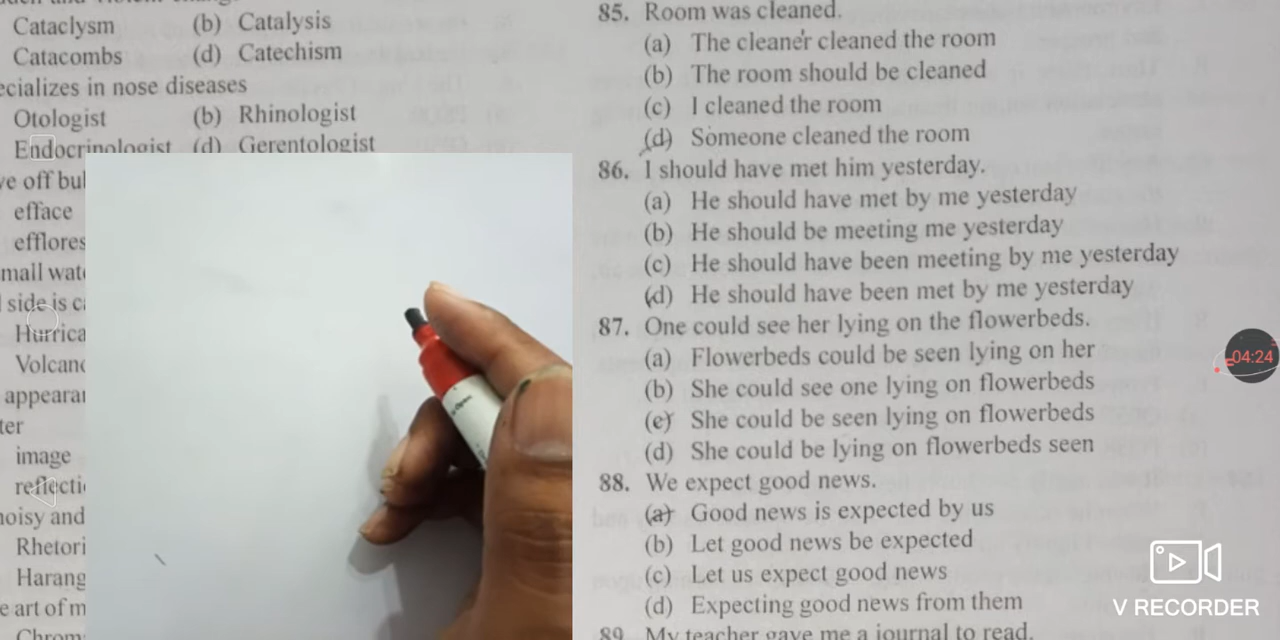 Cataclysm (b) Catalysis
Catacombs (d) Catechism
ecializes in nose diseases
Otologist (b) Rhinologist
Endocrinologist (d) Gerentologist
ve off bul
efface
efflores
mall wat
side is c
Hurrica
Volcan
appeara
ter
image
reflecti
noisy and
Rhetori
Harang
e art of m
Chrom
85. Room was cleaned.
(a) The cleaner cleaned the room
(b) The room should be cleaned
(c) I cleaned the room
(d) Someone cleaned the room
86. I should have met him yesterday.
(a) He should have met by me yesterday
(b) He should be meeting me yesterday
(c) He should have been meeting by me yesterday
(d) He should have been met by me yesterday
87. One could see her lying on the flowerbeds.
(a) Flowerbeds could be seen lying on her
(b) She could see one lying on flowerbeds
(c) She could be seen lying on flowerbeds
(d) She could be lying on flowerbeds seen
88. We expect good news.
(a) Good news is expected by us
(b) Let good news be expected
(c) Let us expect good news
(d) Expecting good news from them
89. My teacher gave me a journal to read.
04:24
V RECORDER